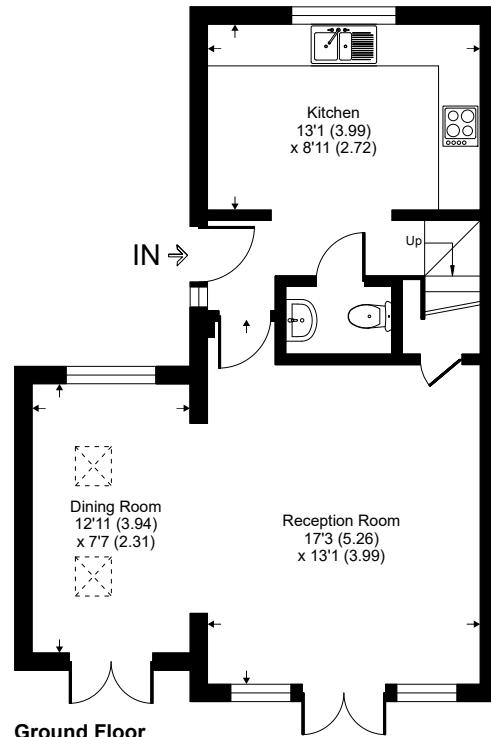 Kitchen
13'1 (3.99)
x 8'11 (2.72)
IN
Up
Dining Room
12'11 (3.94)
x 7'7 (2.31)
Reception Room
17'3 (5.26)
x 13'1 (3.99)
Ground Floor